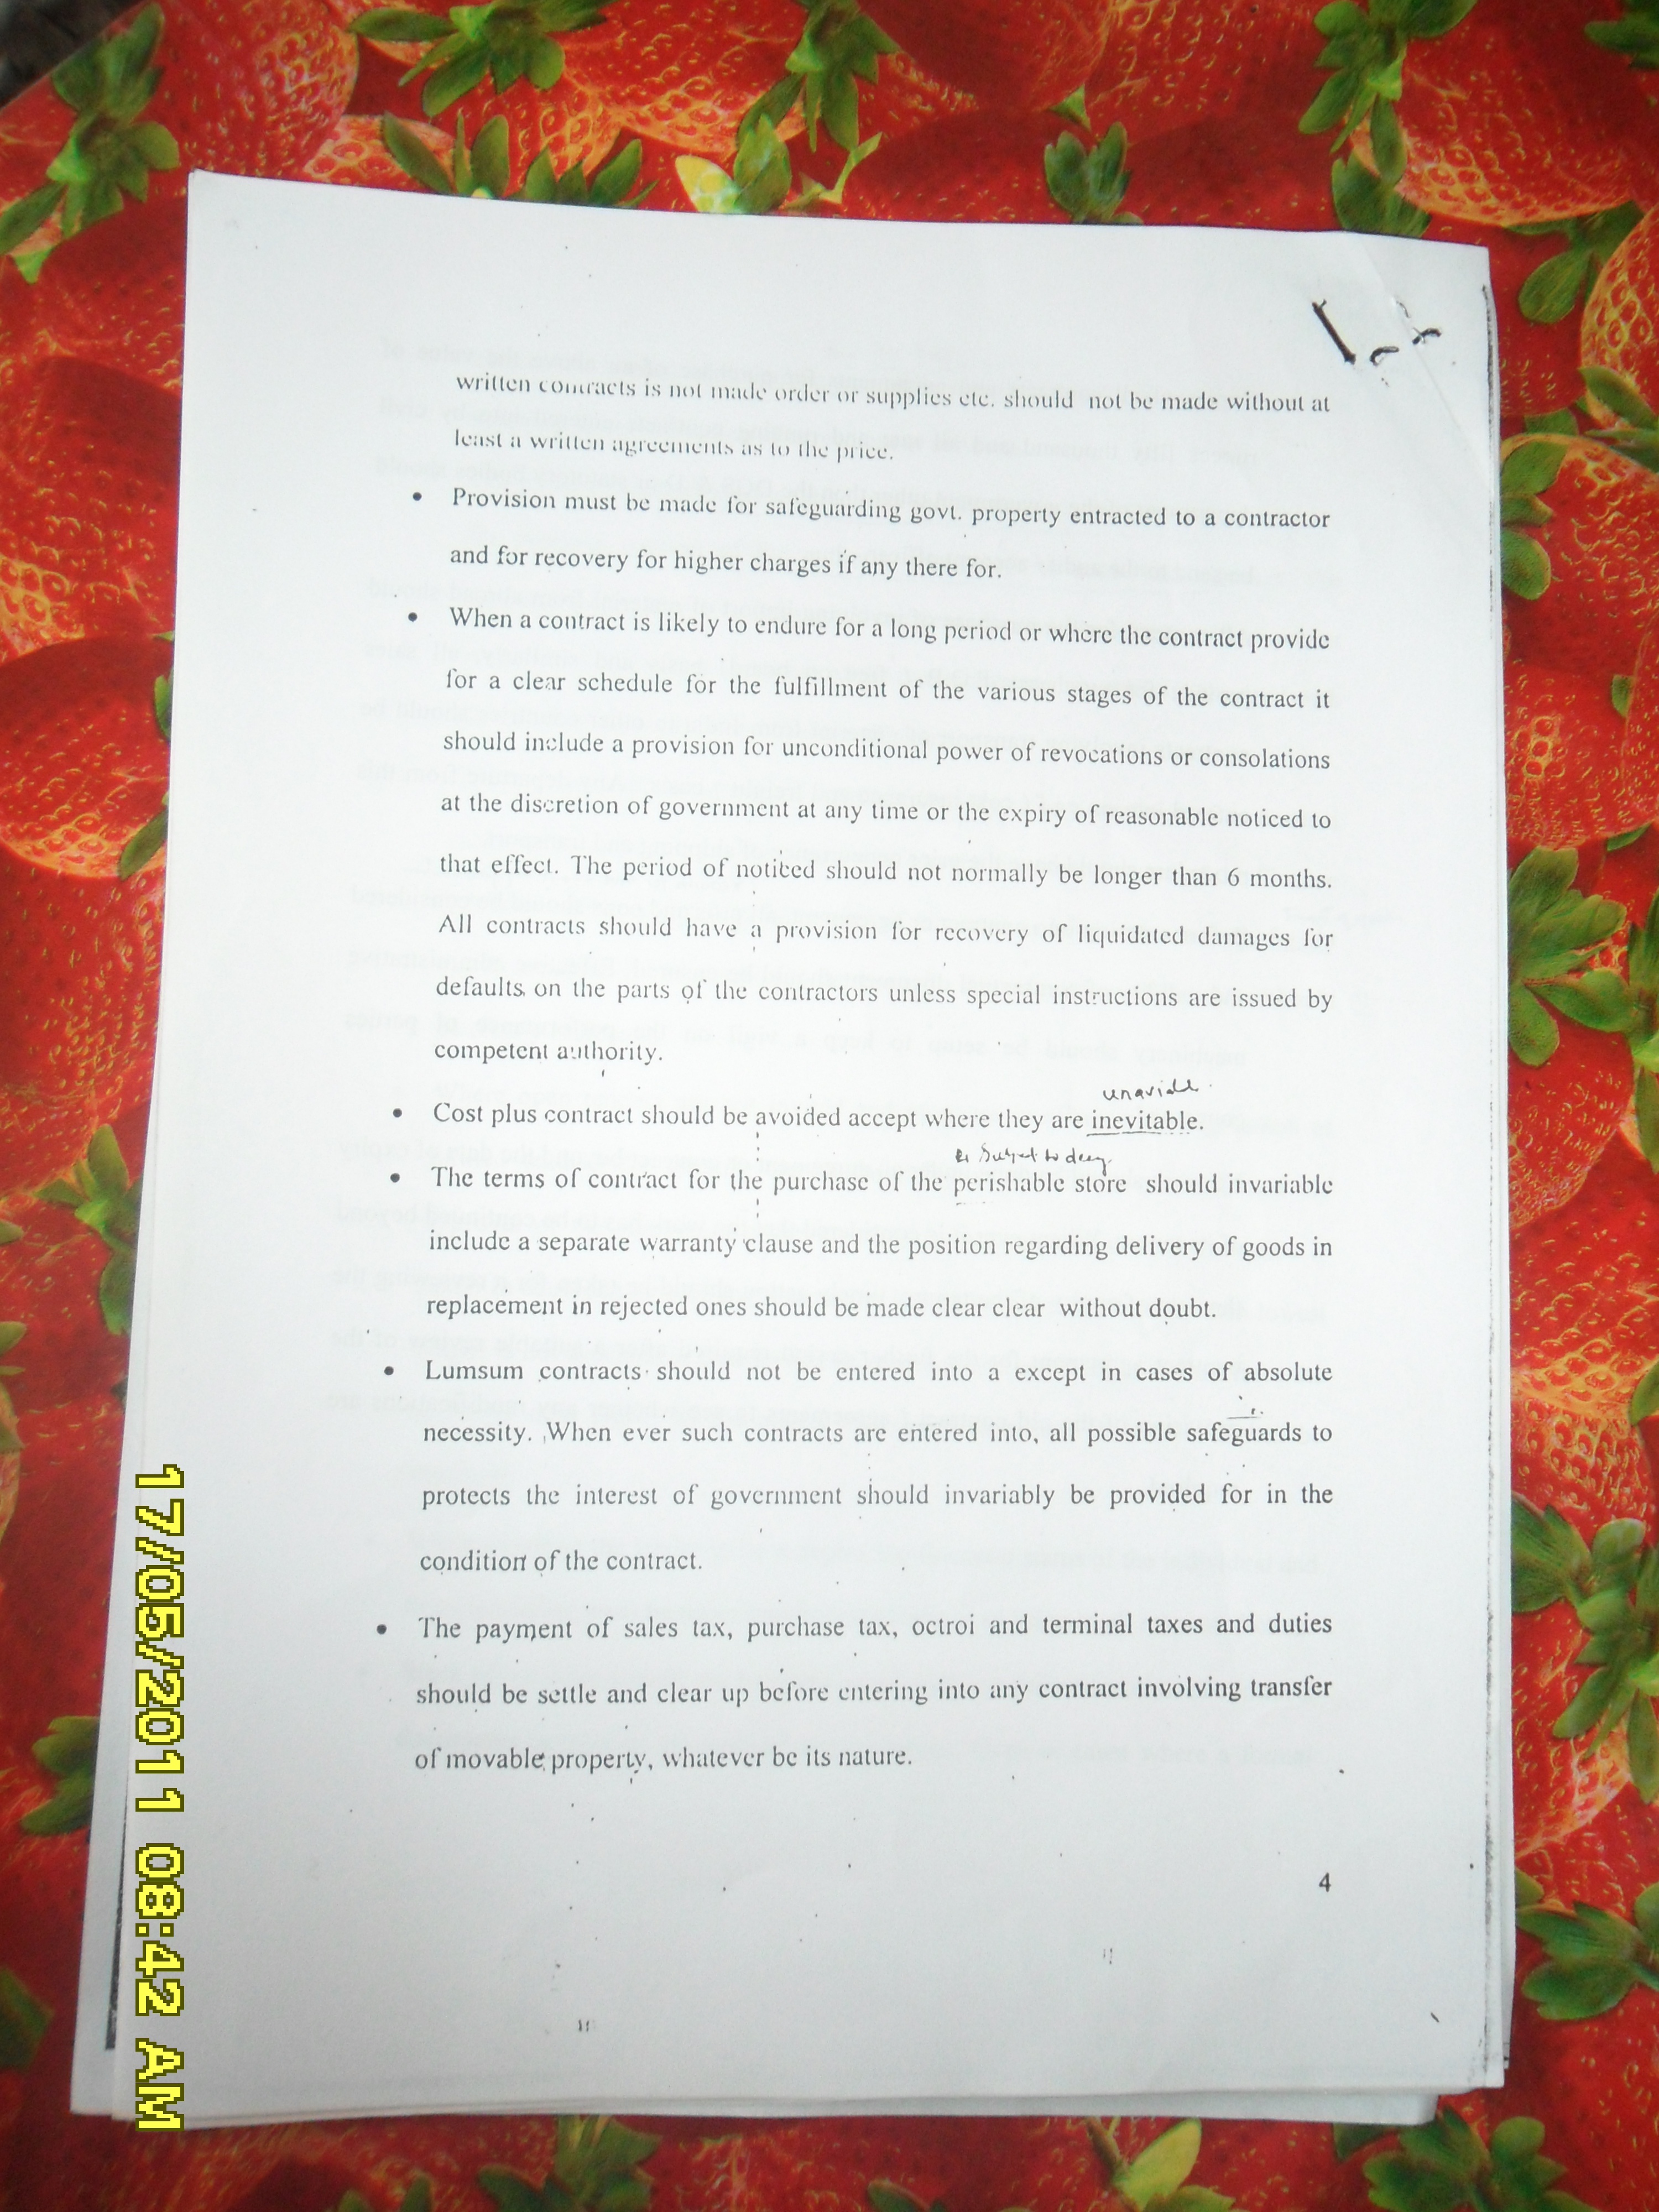 written contracts is not made order or supplies etc. should not be made without at
least a written agreements as to the price.
• Provision must be made for safeguarding govt. property entracted to a contractor
and for recovery for higher charges if any there for.
• When a contract is likely to endure for a long period or where the contract provide
for a clear schedule for the fulfillment of the various stages of the contract it
should include a provision for unconditional power of revocations or consolations
at the discretion of government at any time or the expiry of reasonable noticed to
that effect. The period of noticed should not normally be longer than 6 months.
All contracts should have a provision for recovery of liquidated damages for
defaults on the parts of the contractors unless special instructions are issued by
competent authority.
• Cost plus contract should be avoided accept where they are inevitable.
• The terms of contract for the purchase of the perishable store should invariable
include a separate warranty clause and the position regarding delivery of goods in
replacement in rejected ones should be made clear clear without doubt.
• Lumsum contracts should not be entered into a except in cases of absolute
necessity. When ever such contracts are entered into, all possible safeguards to
protects the interest of government should invariably be provided for in the
condition of the contract.
• The payment of sales tax, purchase tax, octroi and terminal taxes and duties
should be settle and clear up before entering into any contract involving transfer
of movable property, whatever be its nature.
4
17/05/2011 08:42 AM